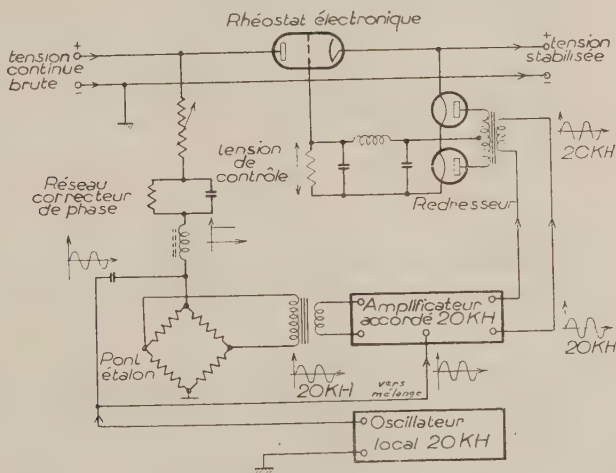 Rhéostat électronique
+
tension
continue
brute
-
+
tension
stabilisée
-
tension
de
contrôle
20KH
Redresseur
Réseau
correcteur
de phase
Amplificateur
accordé 20KH
20KH
Pont
étalon
20KH
vers
mélange
Oscillateur
local 20KH